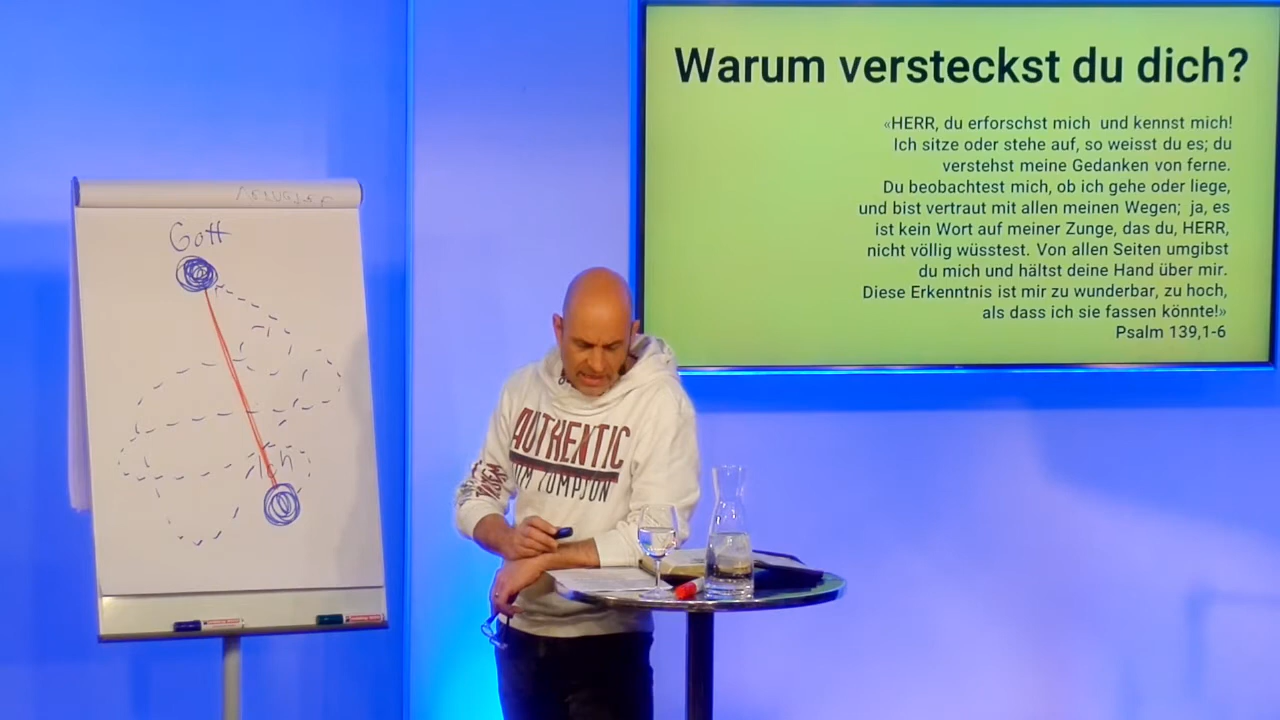 Warum versteckst du dich?
«HERR, du erforschst mich und kennst mich!
Ich sitze oder stehe auf, so weisst du es; du
verstehst meine Gedanken von ferne.
Du beobachtest mich, ob ich gehe oder liege,
und bist vertraut mit allen meinen Wegen; ja, es
ist kein Wort auf meiner Zunge, das du, HERR,
nicht völlig wüsstest. Von allen Seiten umgibst
du mich und hältst deine Hand über mir.
Diese Erkenntnis ist mir zu wunderbar, zu hoch,
als dass ich sie fassen könnte!»
Psalm 139,1-6
Gott
Ich
AUTHENTIC